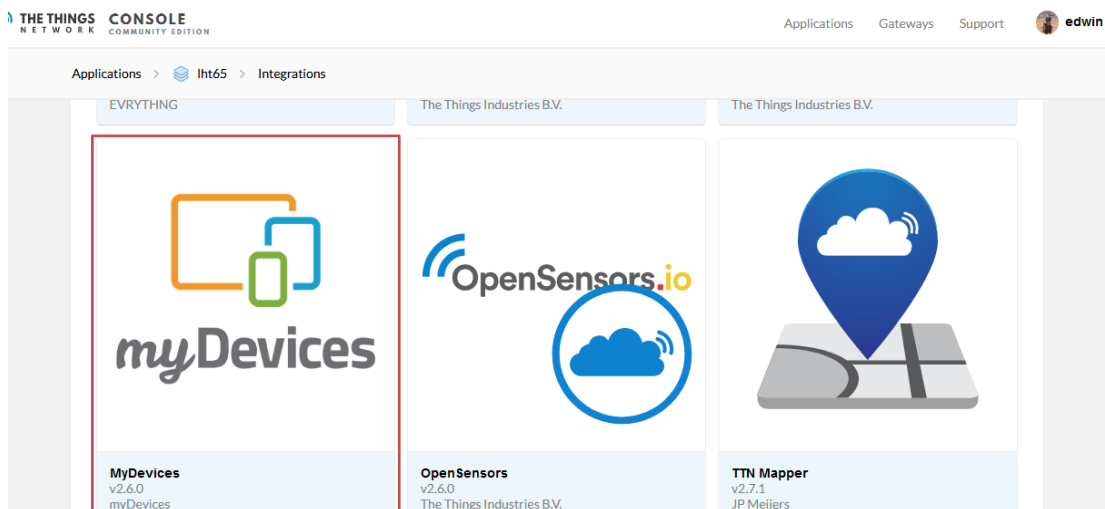 THE THINGS CONSOLE
NETWORK COMMUNITY EDITION
Applications Gateways Support edwin
Applications > lht65 > Integrations
EVRYTHNG The Things Industries B.V. The Things Industries B.V.
myDevices
OpenSensors.io
MyDevices OpenSensors TTN Mapper
v2.6.0 v2.6.0 v2.7.1
myDevices The Things Industries B.V. JP Meijers